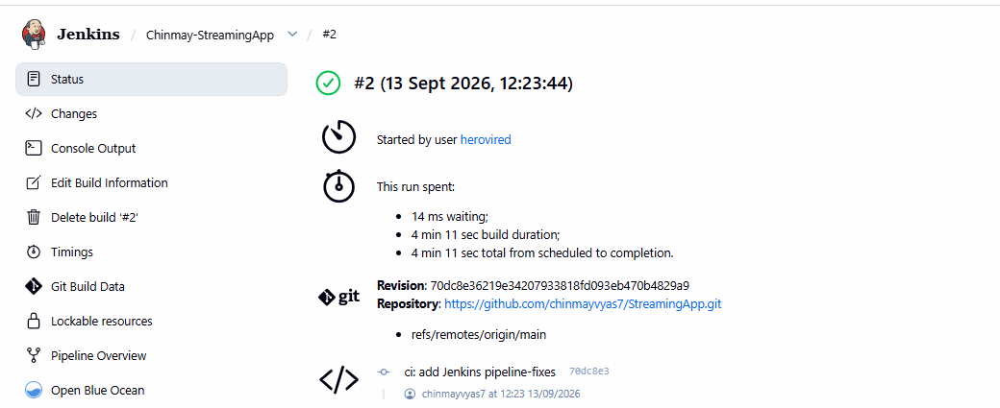 Jenkins / Chinmay-StreamingApp / #2
Status
Changes
Console Output
Edit Build Information
Delete build ‘#2’
Timings
Git Build Data
Lockable resources
Pipeline Overview
Open Blue Ocean
#2 (13 Sept 2026, 12:23:44)
Started by user herovired
This run spent:
• 14 ms waiting;
• 4 min 11 sec build duration;
• 4 min 11 sec total from scheduled to completion.
git
Revision: 70dc8e36219e34207933818fd093eb470b4829a9
Repository: https://github.com/chinmayvyas7/StreamingApp.git
• refs/remotes/origin/main
ci: add Jenkins pipeline-fixes 70dc8e3
chinmayvyas7 at 12:23 13/09/2026